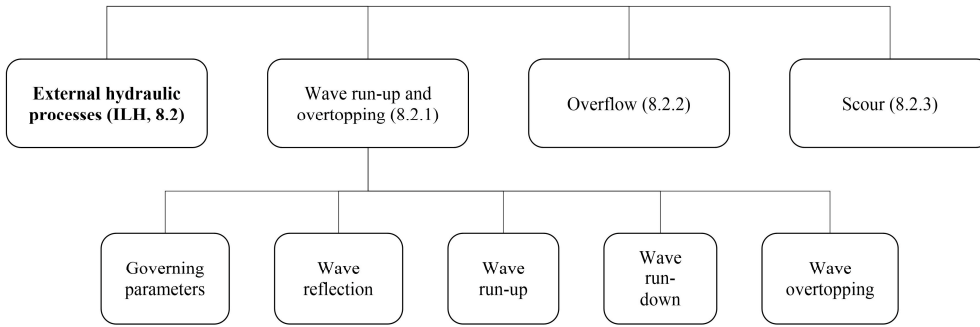 External hydraulic
processes (ILH, 8.2)
Wave run-up and
overtopping (8.2.1)
Overflow (8.2.2)
Scour (8.2.3)
Governing
parameters
Wave
reflection
Wave
run-up
Wave
run-
down
Wave
overtopping